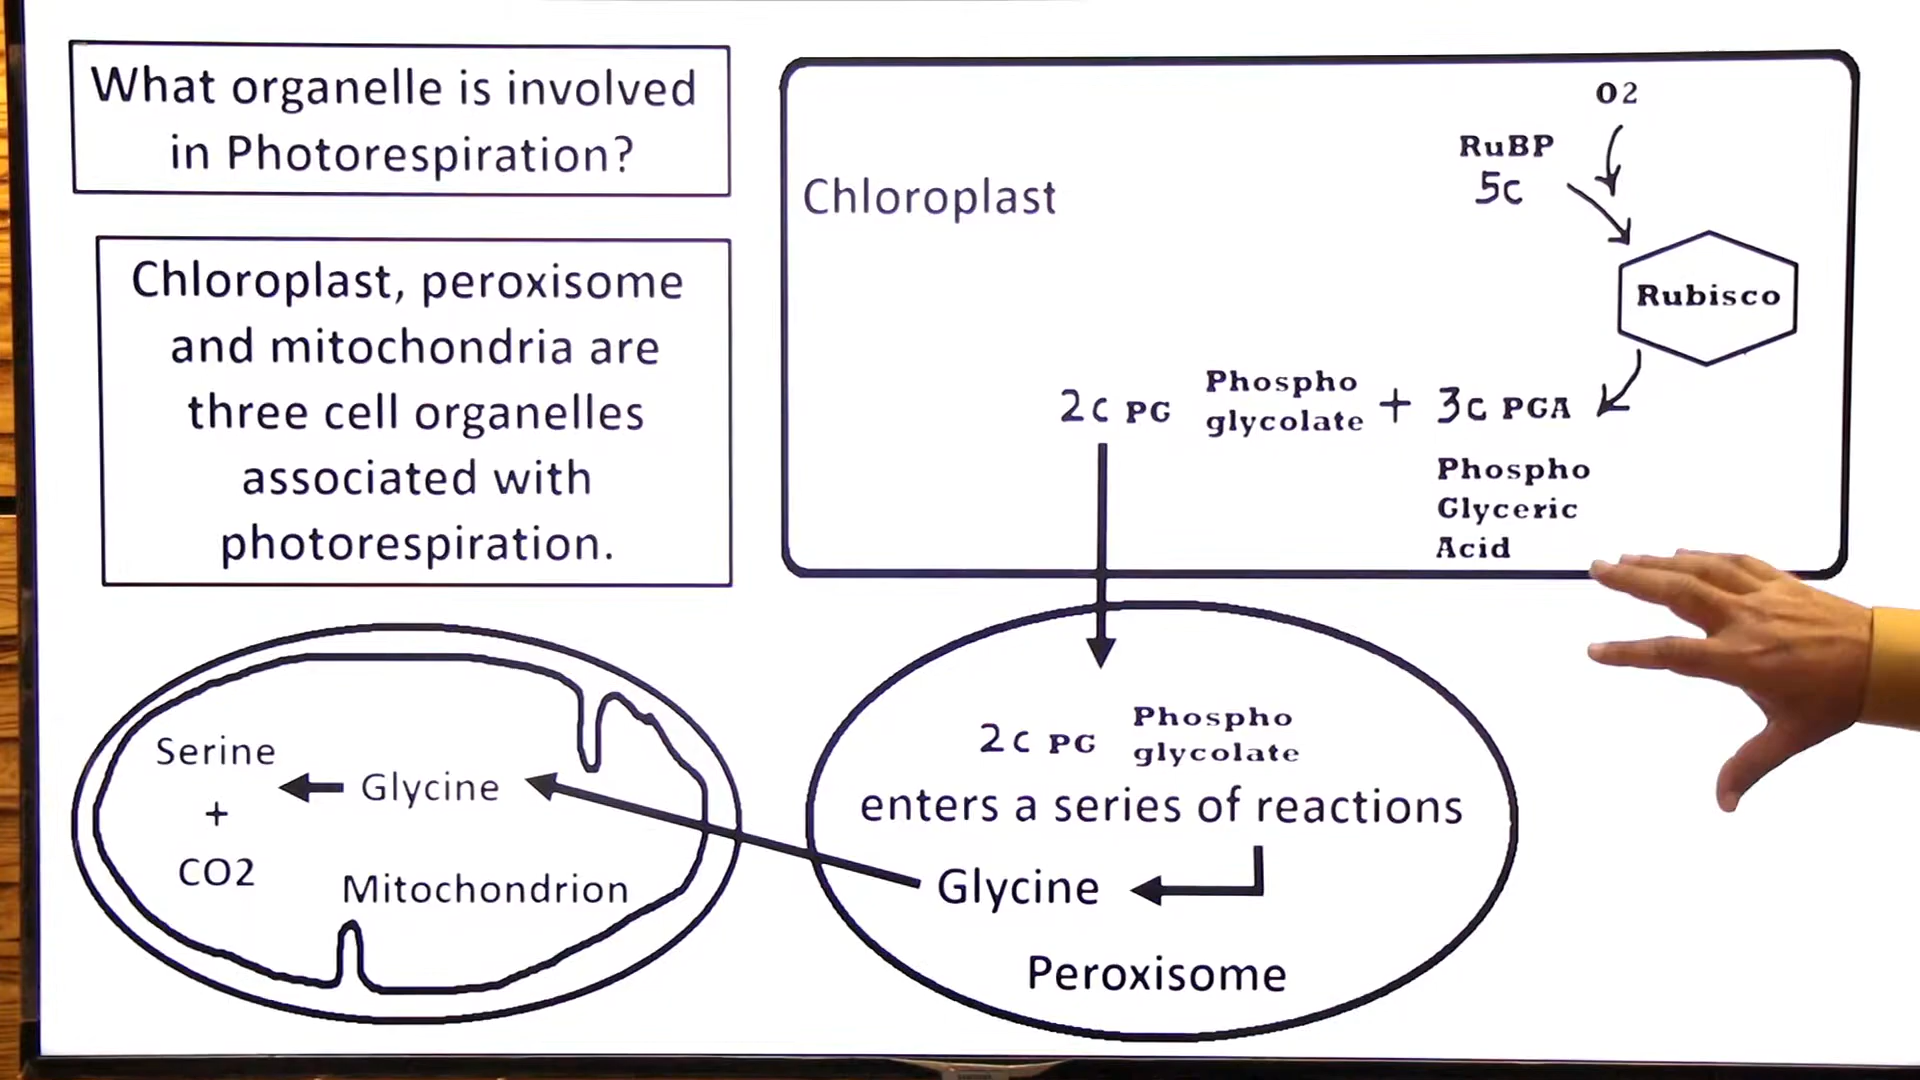 What organelle is involved
in Photorespiration?
Chloroplast, peroxisome
and mitochondria are
three cell organelles
associated with
photorespiration.
Chloroplast
O2
RuBP
5c
Rubisco
2c PG Phospho
glycolate + 3c PGA
Phospho
Glyceric
Acid
2c PG Phospho
glycolate
enters a series of reactions
Glycine
Peroxisome
Serine
+
CO2
Glycine
Mitochondrion